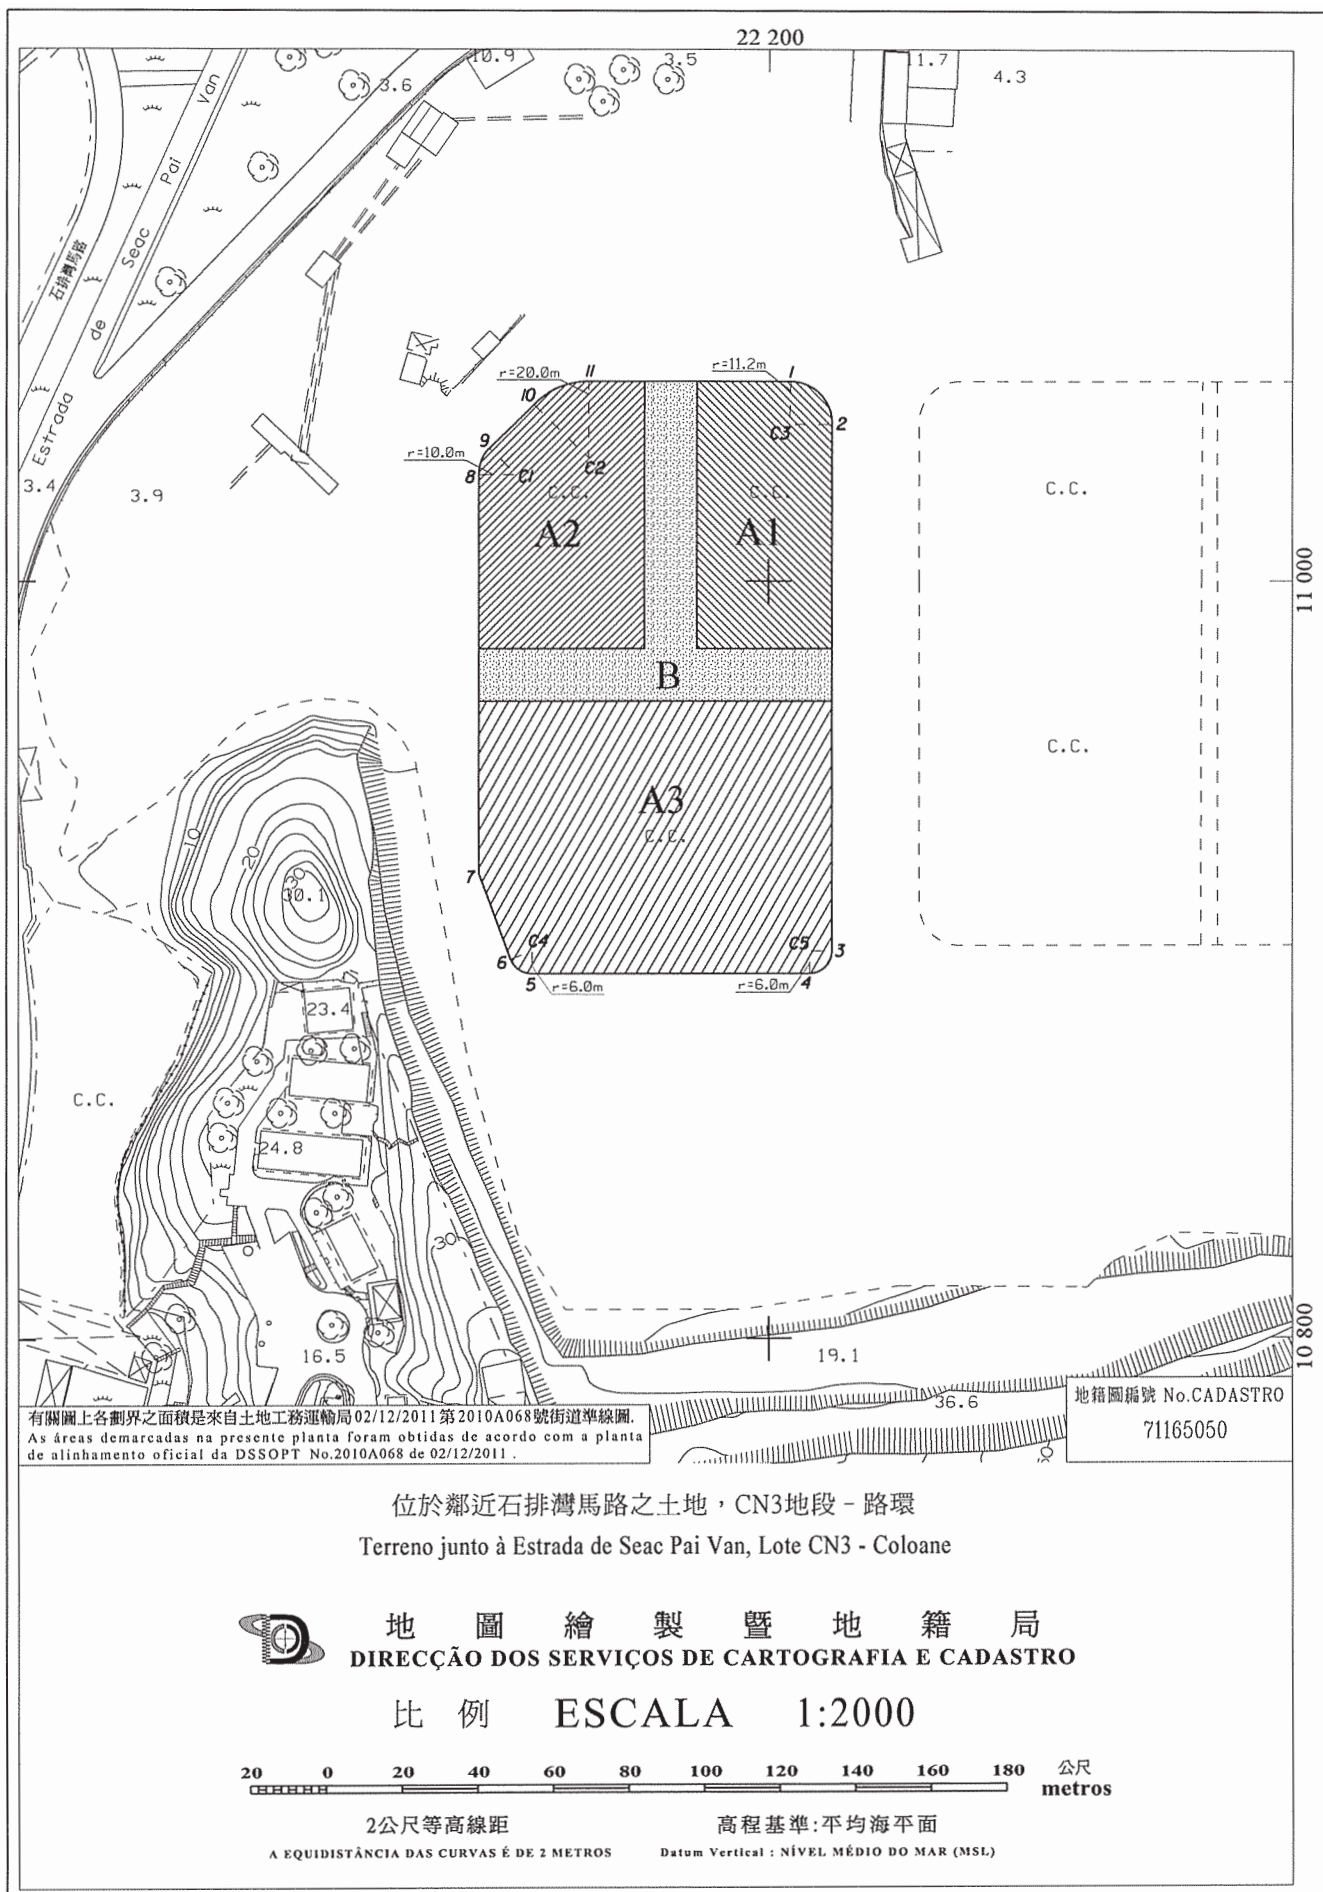 22 200
10.9
3.5
11.7
4.3
3.6
Estrada de Seac Pai Van
石排灣馬路
r=20.0m
11
r=11.2m
1
10
C3
2
9
r=10.0m
8
C1
C2
3.4
3.9
C.C.
C.C.
C.C.
A2
A1
11 000
B
C.C.
A3
C.C.
10
20
30
30.1
7
C4
C5
3
6
5
r=6.0m
r=6.0m
4
23.4
C.C.
24.8
30
16.5
19.1
10 800
36.6
地籍圖編號 No.CADASTRO
71165050
有關圖上各劃界之面積是來自土地工務運輸局02/12/2011第2010A068號街道準線圖.
As áreas demarcadas na presente planta foram obtidas de acordo com a planta
de alinhamento oficial da DSSOPT No.2010A068 de 02/12/2011 .
位於鄰近石排灣馬路之土地，CN3地段 - 路環
Terreno junto à Estrada de Seac Pai Van, Lote CN3 - Coloane
地圖繪製暨地籍局
DIRECÇÃO DOS SERVIÇOS DE CARTOGRAFIA E CADASTRO
比例 ESCALA 1:2000
20 0 20 40 60 80 100 120 140 160 180 公尺
metros
2公尺等高線距 高程基準:平均海平面
A EQUIDISTÂNCIA DAS CURVAS É DE 2 METROS Datum Vertical : NÍVEL MÉDIO DO MAR (MSL)